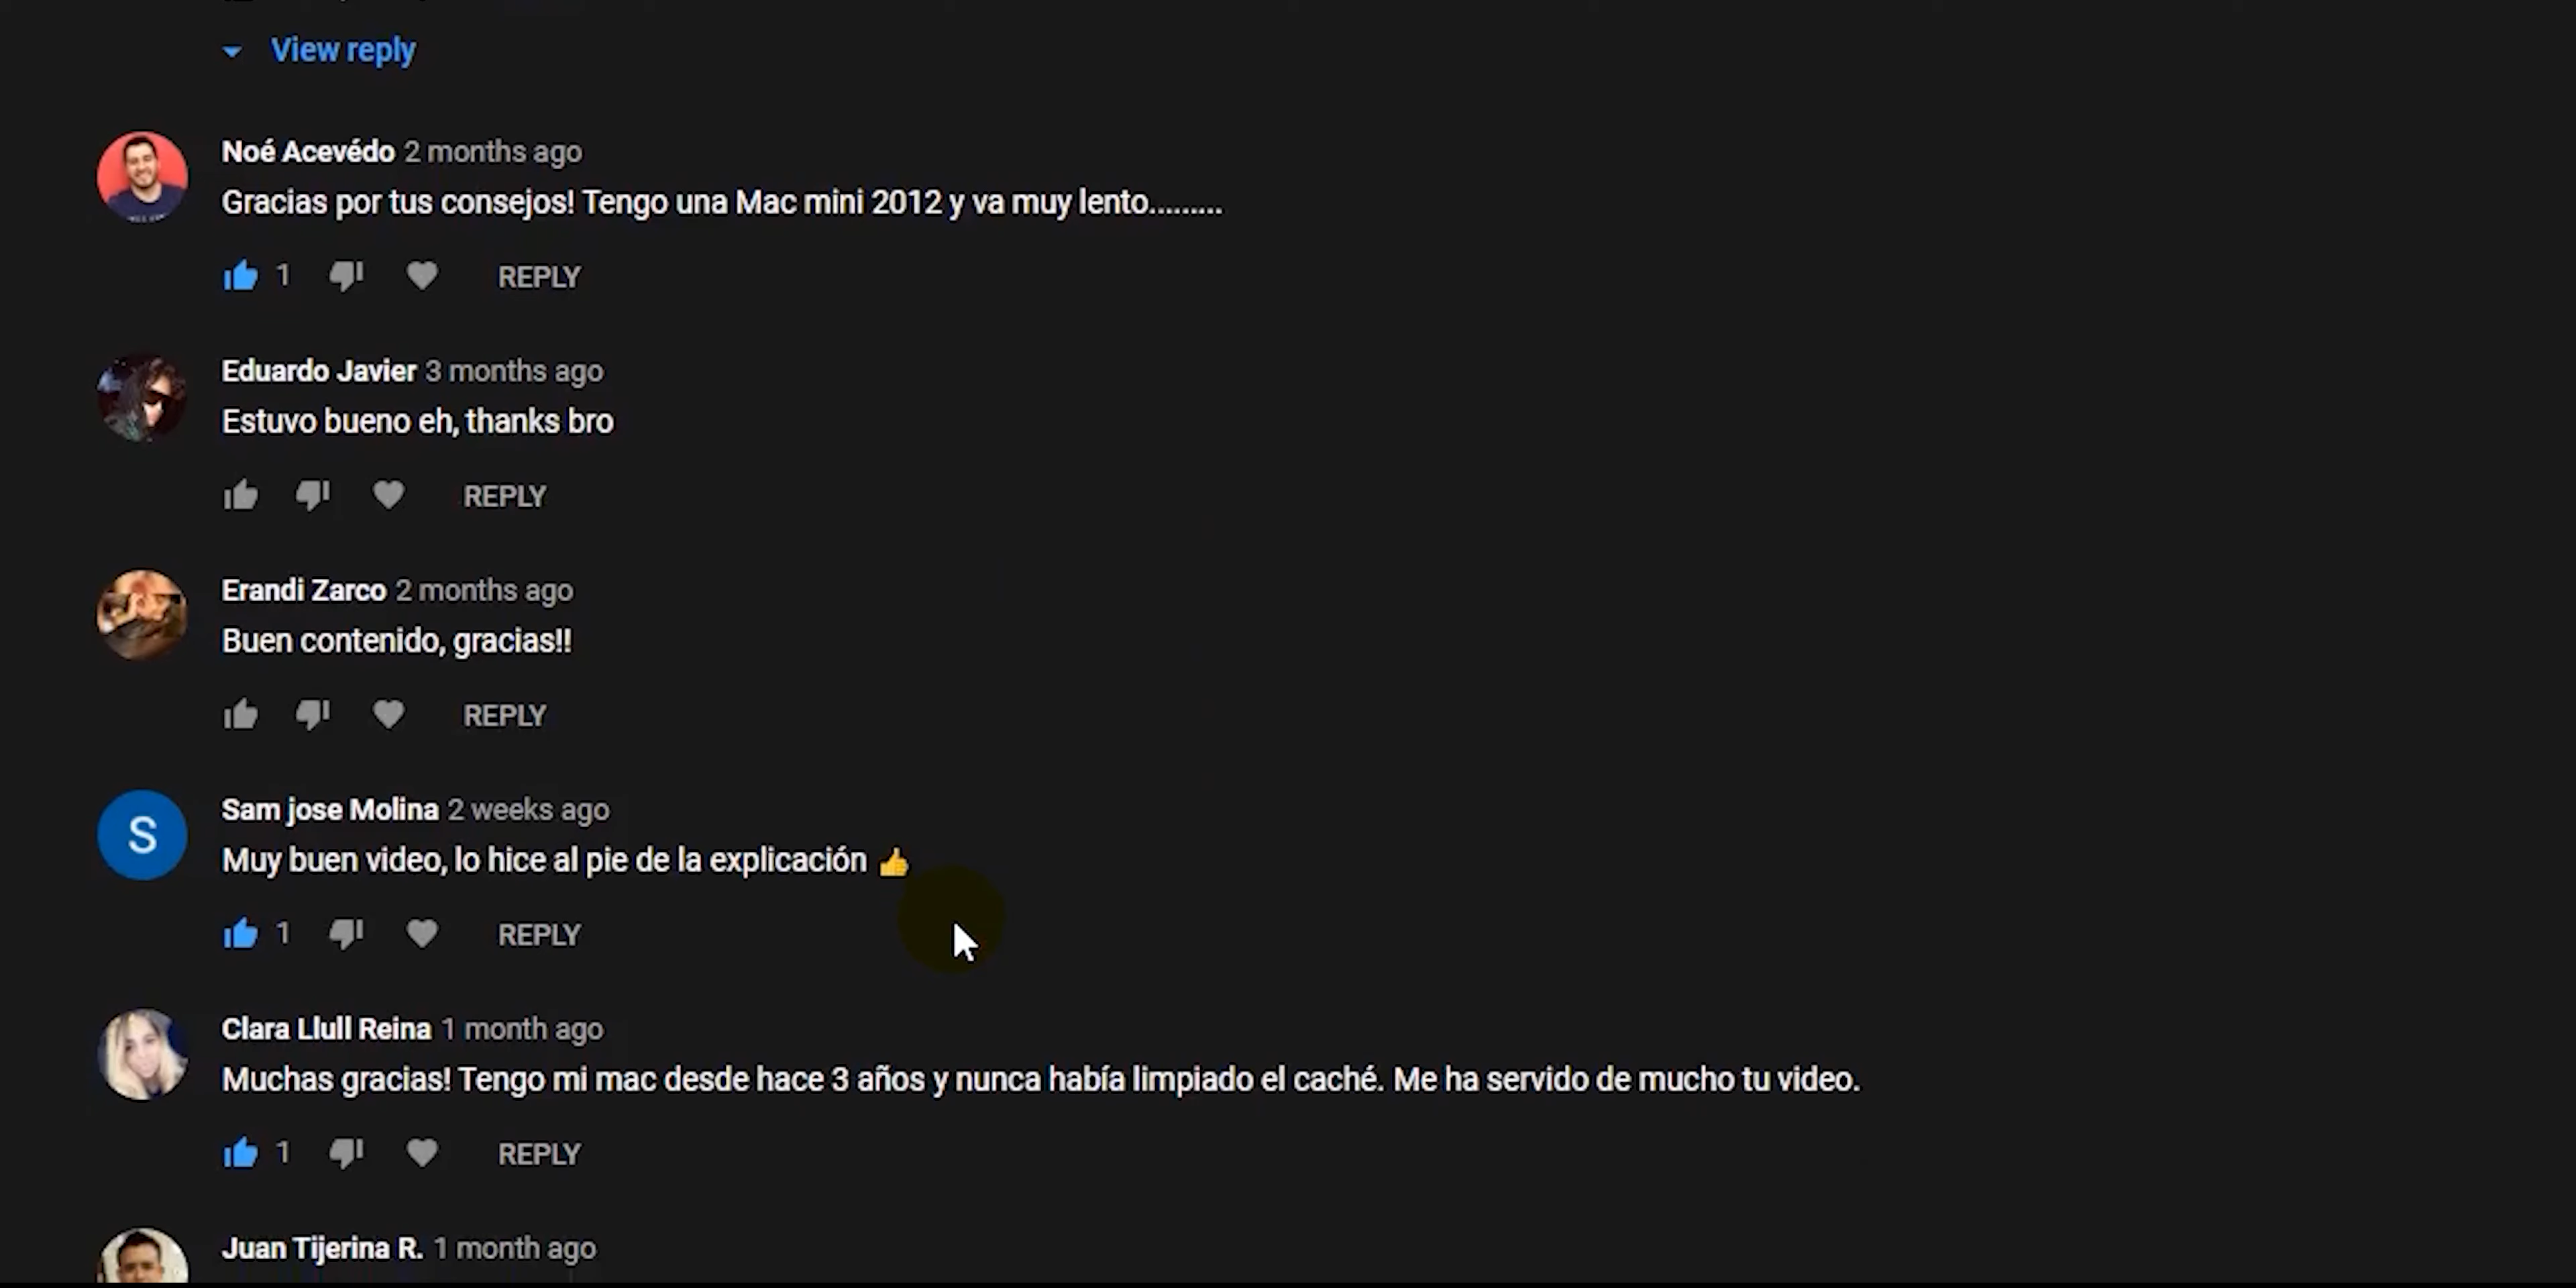 View reply
Noé Acevédo 2 months ago
Gracias por tus consejos! Tengo una Mac mini 2012 y va muy lento.........
1 REPLY
Eduardo Javier 3 months ago
Estuvo bueno eh, thanks bro
REPLY
Erandi Zarco 2 months ago
Buen contenido, gracias!!
REPLY
S
Sam jose Molina 2 weeks ago
Muy buen video, lo hice al pie de la explicación 👍
1 REPLY
Clara Llull Reina 1 month ago
Muchas gracias! Tengo mi mac desde hace 3 años y nunca había limpiado el caché. Me ha servido de mucho tu video.
1 REPLY
Juan Tijerina R. 1 month ago